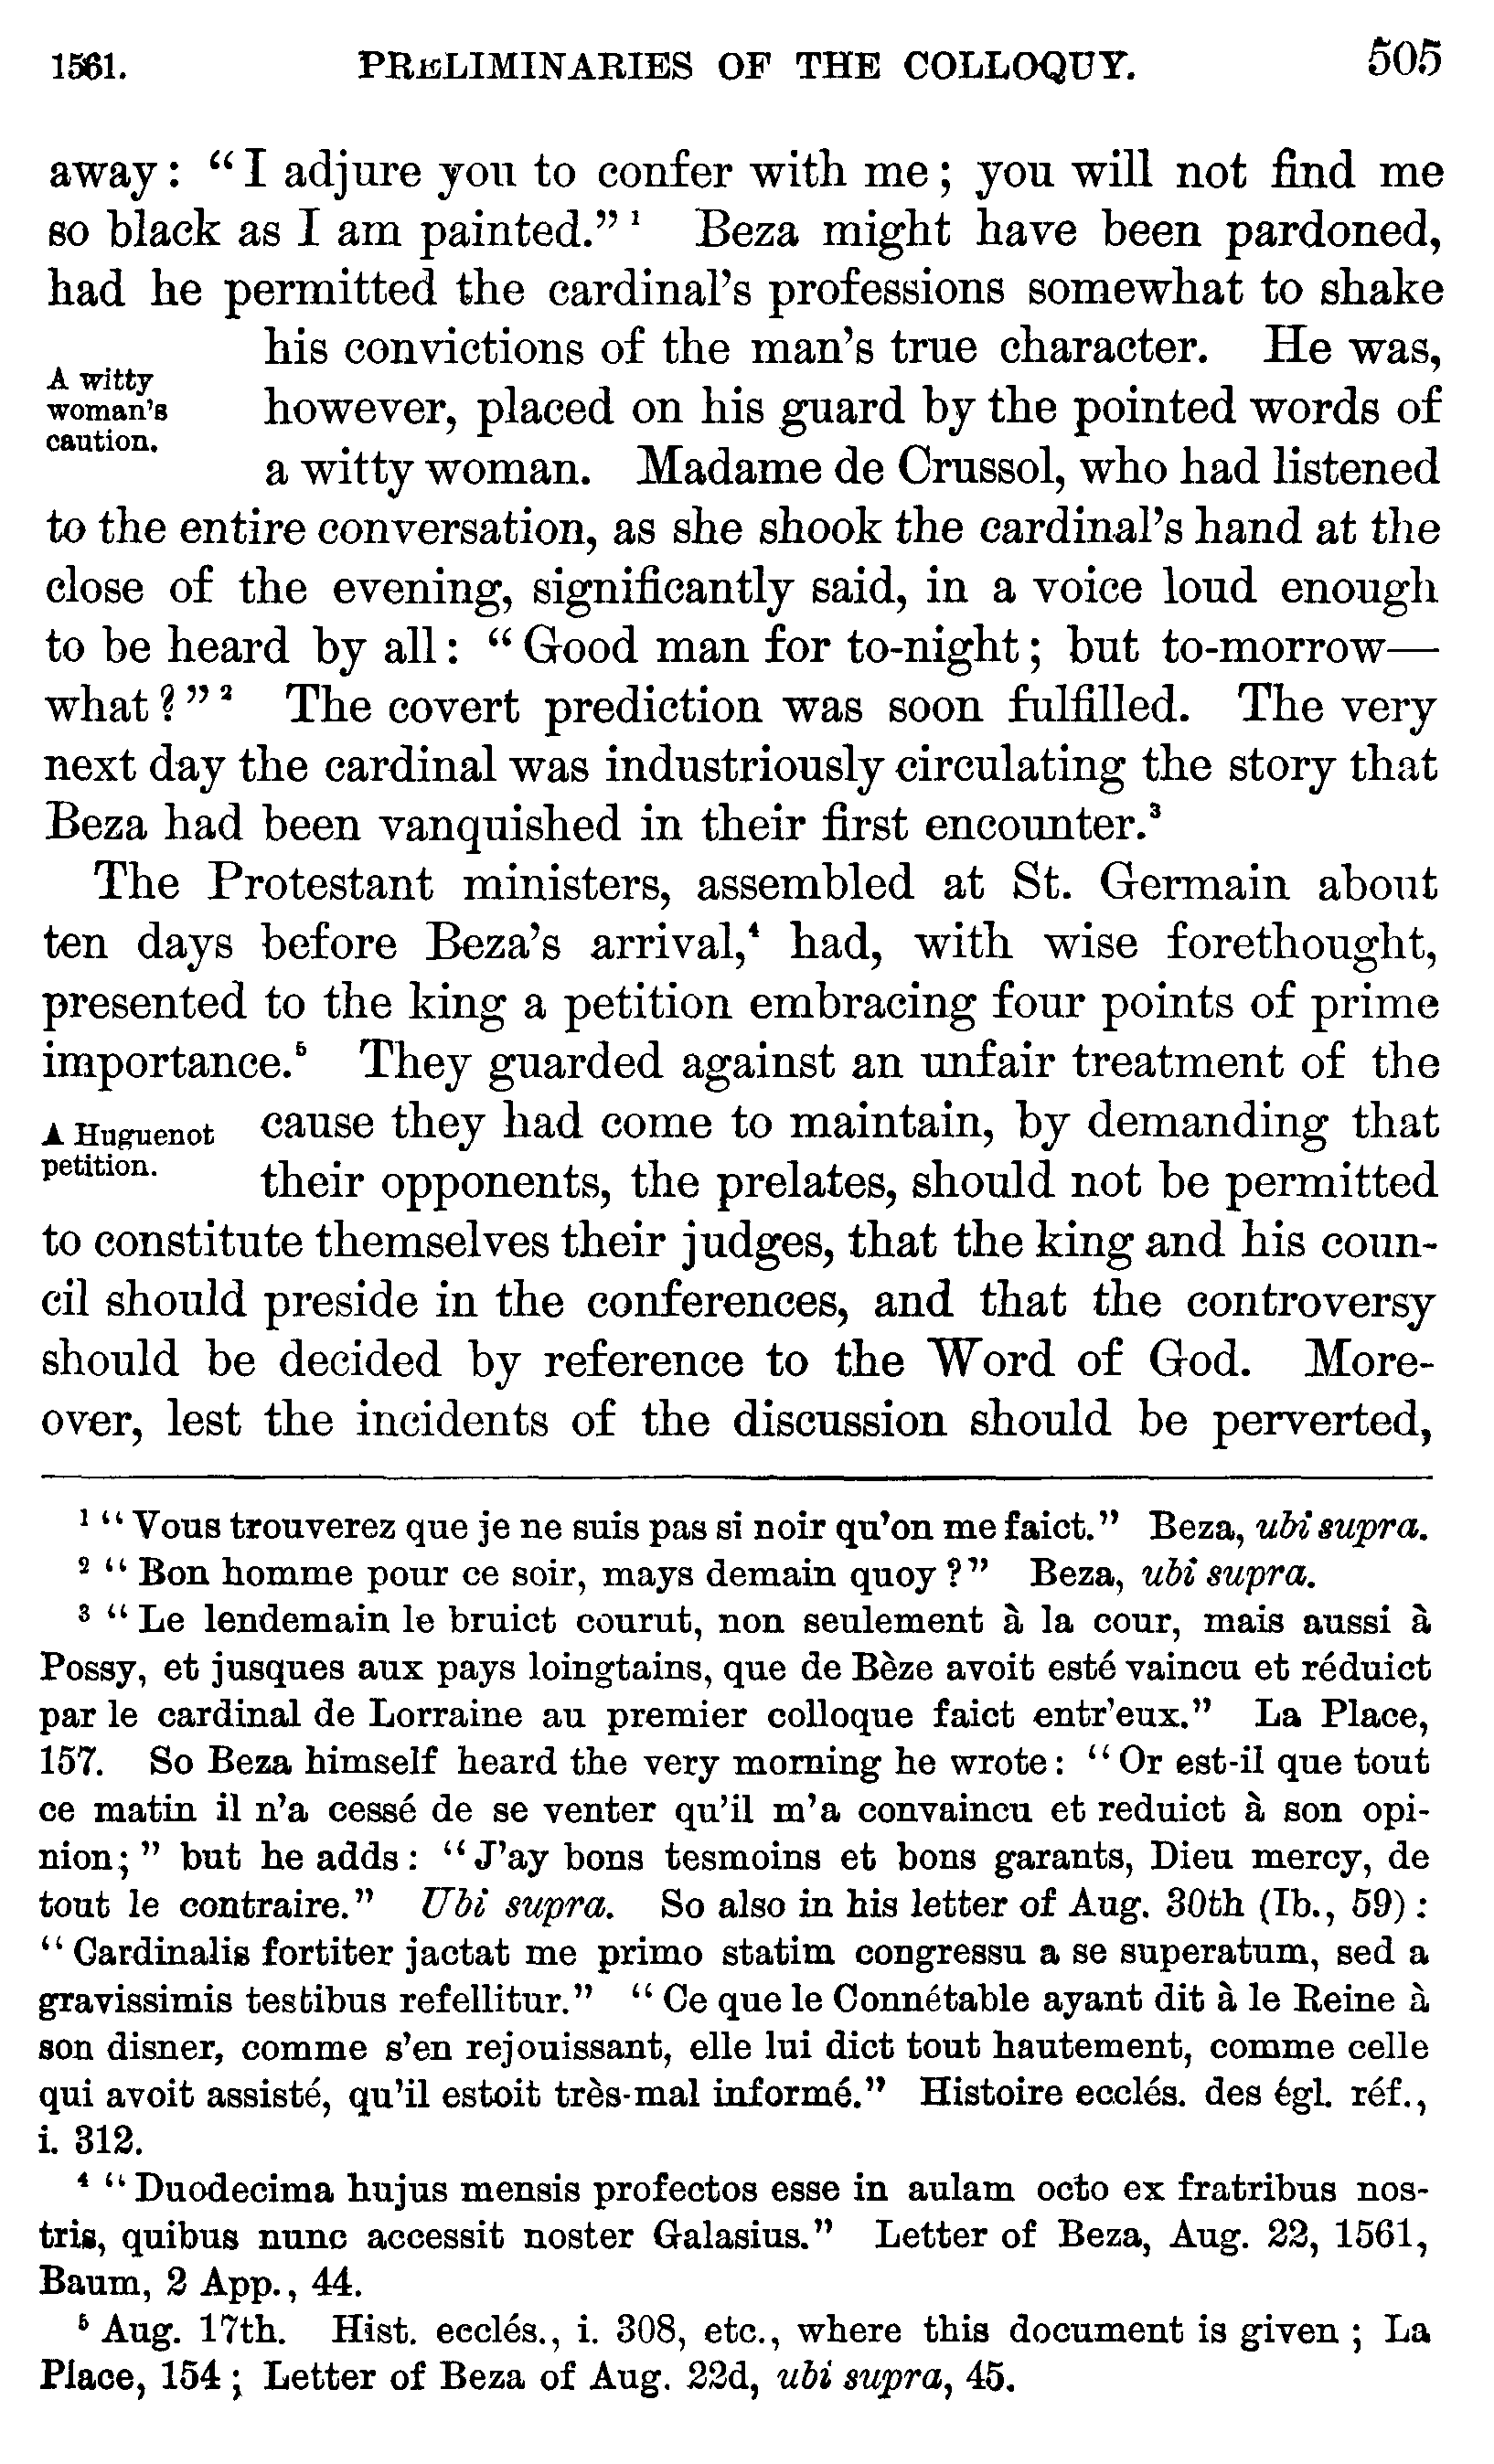 1561. PRELIMINARIES OF THE COLLOQUY. 505
away: "I adjure you to confer with me; you will not find me
so black as I am painted."¹ Beza might have been pardoned,
had he permitted the cardinal's professions somewhat to shake
his convictions of the man's true character. He was,
A witty
woman's
caution.
however, placed on his guard by the pointed words of
a witty woman. Madame de Crussol, who had listened
to the entire conversation, as she shook the cardinal's hand at the
close of the evening, significantly said, in a voice loud enough
to be heard by all: "Good man for to-night; but to-morrow—
what?"² The covert prediction was soon fulfilled. The very
next day the cardinal was industriously circulating the story that
Beza had been vanquished in their first encounter.³
The Protestant ministers, assembled at St. Germain about
ten days before Beza's arrival,⁴ had, with wise forethought,
presented to the king a petition embracing four points of prime
importance.⁵ They guarded against an unfair treatment of the
A Huguenot
petition.
cause they had come to maintain, by demanding that
their opponents, the prelates, should not be permitted
to constitute themselves their judges, that the king and his coun-
cil should preside in the conferences, and that the controversy
should be decided by reference to the Word of God. More-
over, lest the incidents of the discussion should be perverted,
¹ "Vous trouverez que je ne suis pas si noir qu'on me faict." Beza, ubi supra.
² "Bon homme pour ce soir, mays demain quoy?" Beza, ubi supra.
³ "Le lendemain le bruict courut, non seulement à la cour, mais aussi à
Possy, et jusques aux pays loingtains, que de Bèze avoit esté vaincu et réduict
par le cardinal de Lorraine au premier colloque faict entr'eux." La Place,
157. So Beza himself heard the very morning he wrote: "Or est-il que tout
ce matin il n'a cessé de se venter qu'il m'a convaincu et reduict à son opi-
nion;" but he adds: "J'ay bons tesmoins et bons garants, Dieu mercy, de
tout le contraire." Ubi supra. So also in his letter of Aug. 30th (Ib., 59):
"Cardinalis fortiter jactat me primo statim congressu a se superatum, sed a
gravissimis testibus refellitur." "Ce que le Connétable ayant dit à le Reine à
son disner, comme s'en rejouissant, elle lui dict tout hautement, comme celle
qui avoit assisté, qu'il estoit très-mal informé." Histoire ecclés. des égl. réf.,
i. 312.
⁴ "Duodecima hujus mensis profectos esse in aulam octo ex fratribus nos-
tris, quibus nunc accessit noster Galasius." Letter of Beza, Aug. 22, 1561,
Baum, 2 App., 44.
⁵ Aug. 17th. Hist. ecclés., i. 308, etc., where this document is given; La
Place, 154; Letter of Beza of Aug. 22d, ubi supra, 45.